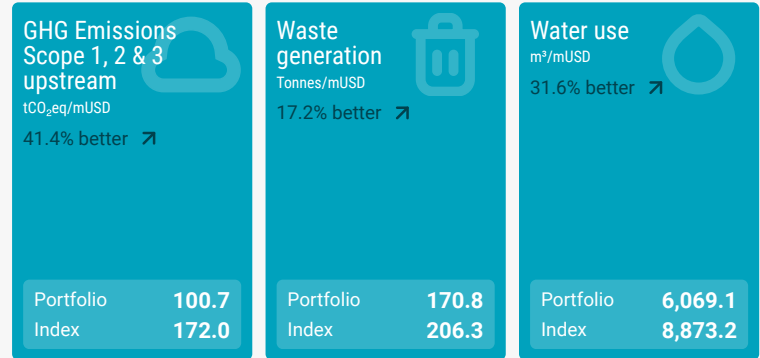 GHG Emissions
Scope 1, 2 & 3
upstream
tCO₂eq/mUSD
41.4% better
Portfolio 100.7
Index 172.0
Waste
generation
Tonnes/mUSD
17.2% better
Portfolio 170.8
Index 206.3
Water use
m³/mUSD
31.6% better
Portfolio 6,069.1
Index 8,873.2